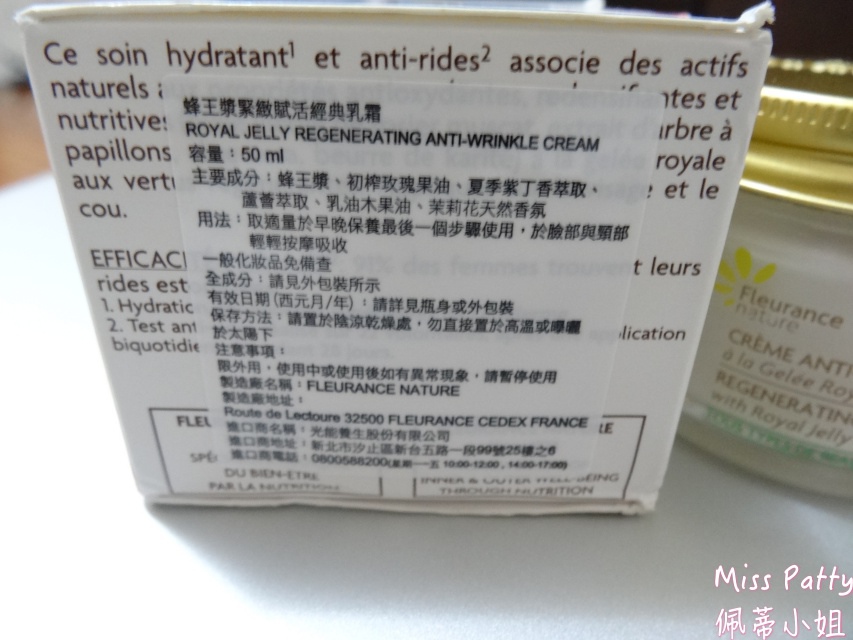 Ce soin hydratant¹ et anti-rides² associe des actifs
naturels
antes et
nutritives
arbre à
papillons
royale
aux vertu
et le
cou.
蜂王漿緊緻賦活經典乳霜
ROYAL JELLY REGENERATING ANTI-WRINKLE CREAM
容量：50 ml
主要成分：蜂王漿、初榨玫瑰果油、夏季紫丁香萃取、
蘆薈萃取、乳油木果油、茉莉花天然香氛
用法：取適量於早晚保養最後一個步驟使用，於臉部與頸部
輕輕按摩吸收
一般化妝品免備查
全成分：請見外包裝所示
有效日期(西元月/年)：請詳見瓶身或外包裝
保存方法：請置於陰涼乾燥處，勿直接置於高溫或曝曬
於太陽下
注意事項：
限外用，使用中或使用後如有異常現象，請暫停使用
製造廠名稱：FLEURANCE NATURE
製造廠地址：
Route de Lectoure 32500 FLEURANCE CEDEX FRANCE
進口商名稱：光能養生股份有限公司
進口商地址：新北市汐止區新台五路一段99號25樓之6
進口商電話：0800588200(星期一~五 10:00-12:00，14:00-17:00)
EFFICACI
t leurs
rides est
1. Hydratic
2. Test ant
lication
biquotidie
FLEU
RE
SPÉ
DU BIEN-ETRE
PAR LA NUTRITION
INNER & OUTER WELL-BEING
THROUGH NUTRITION
Fleurance
nature
CRÈME ANTI
à la Gelée Roy
REGENERATING
with Royal Jelly
Miss Patty
佩蒂小姐